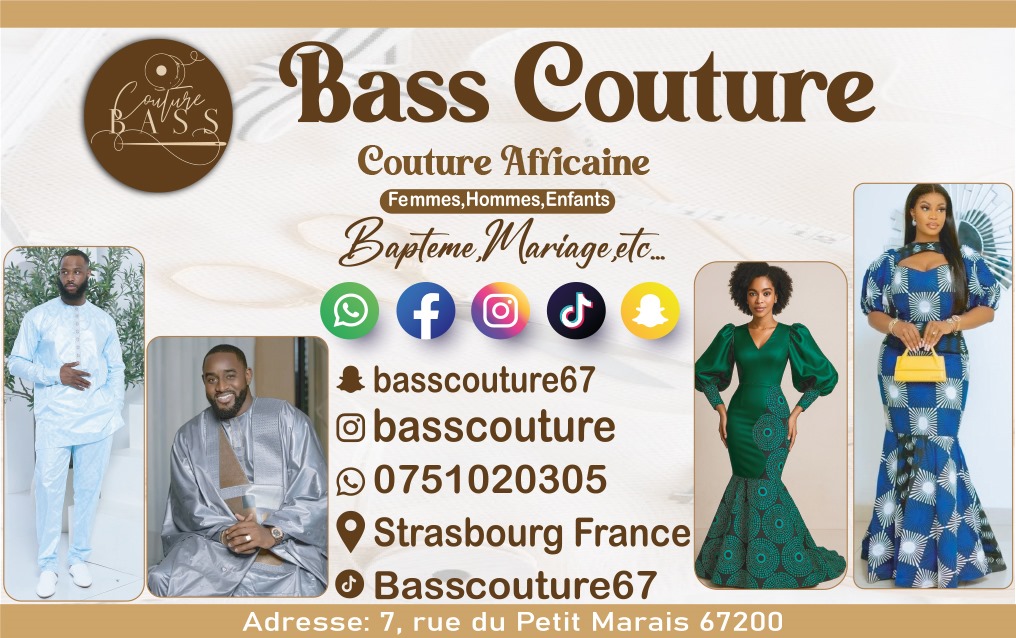 Couture
BASS
Bass Couture
Couture Africaine
Femmes,Hommes,Enfants
Bapteme,Mariage,etc...
basscouture67
basscouture
0751020305
Strasbourg France
Basscouture67
Adresse: 7, rue du Petit Marais 67200